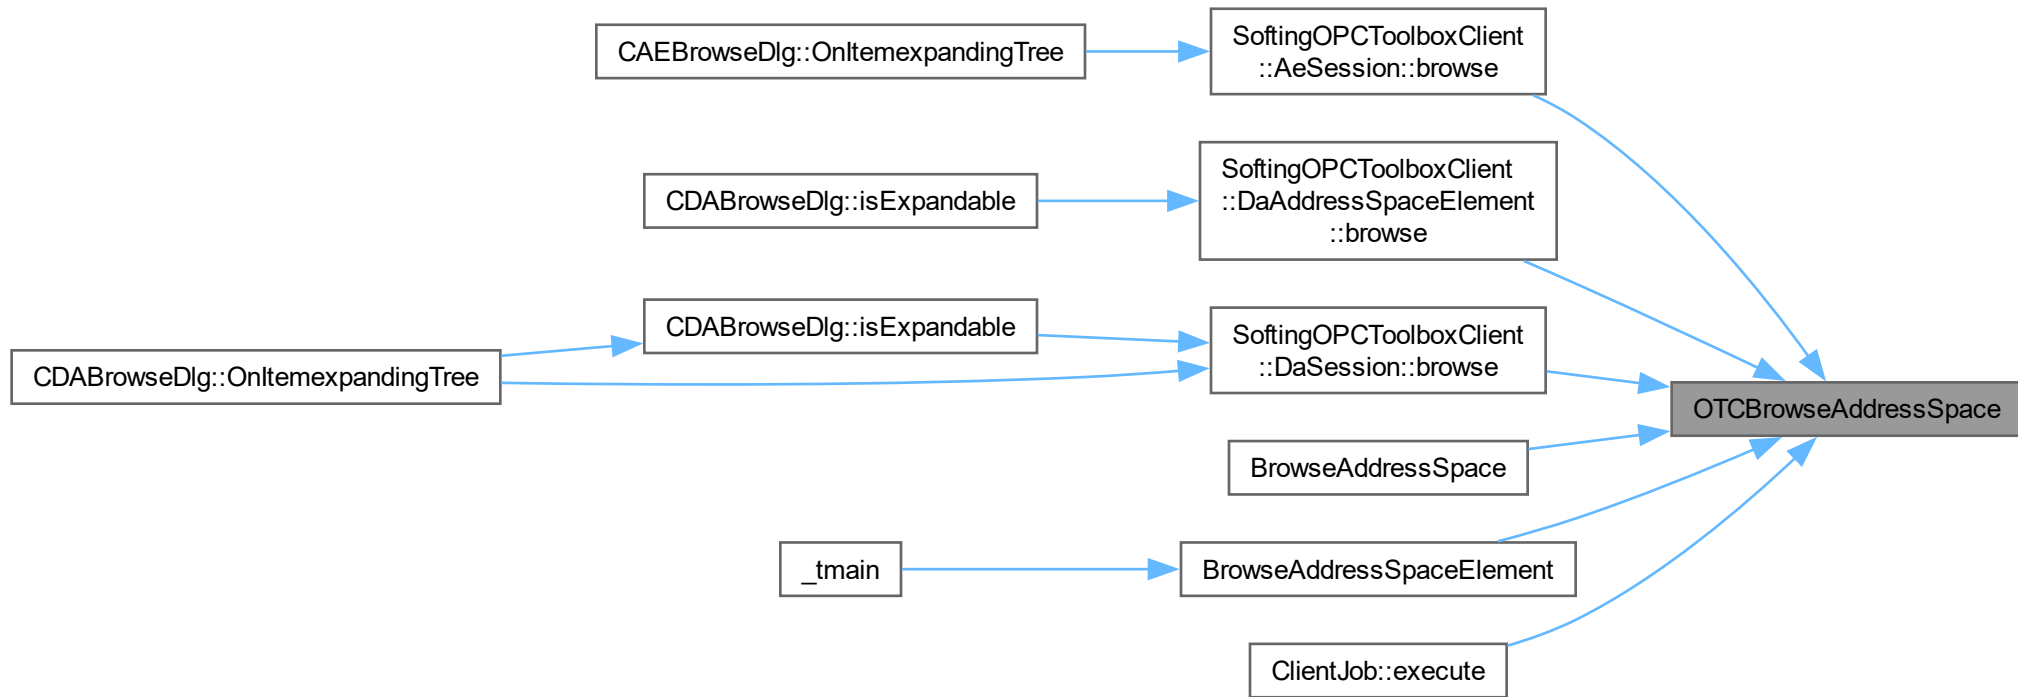 CAEBrowseDlg::OnItemexpandingTree
SoftingOPCToolboxClient
::AeSession::browse
CDABrowseDlg::isExpandable
SoftingOPCToolboxClient
::DaAddressSpaceElement
::browse
CDABrowseDlg::OnItemexpandingTree
CDABrowseDlg::isExpandable
SoftingOPCToolboxClient
::DaSession::browse
OTCBrowseAddressSpace
BrowseAddressSpace
_tmain
BrowseAddressSpaceElement
ClientJob::execute